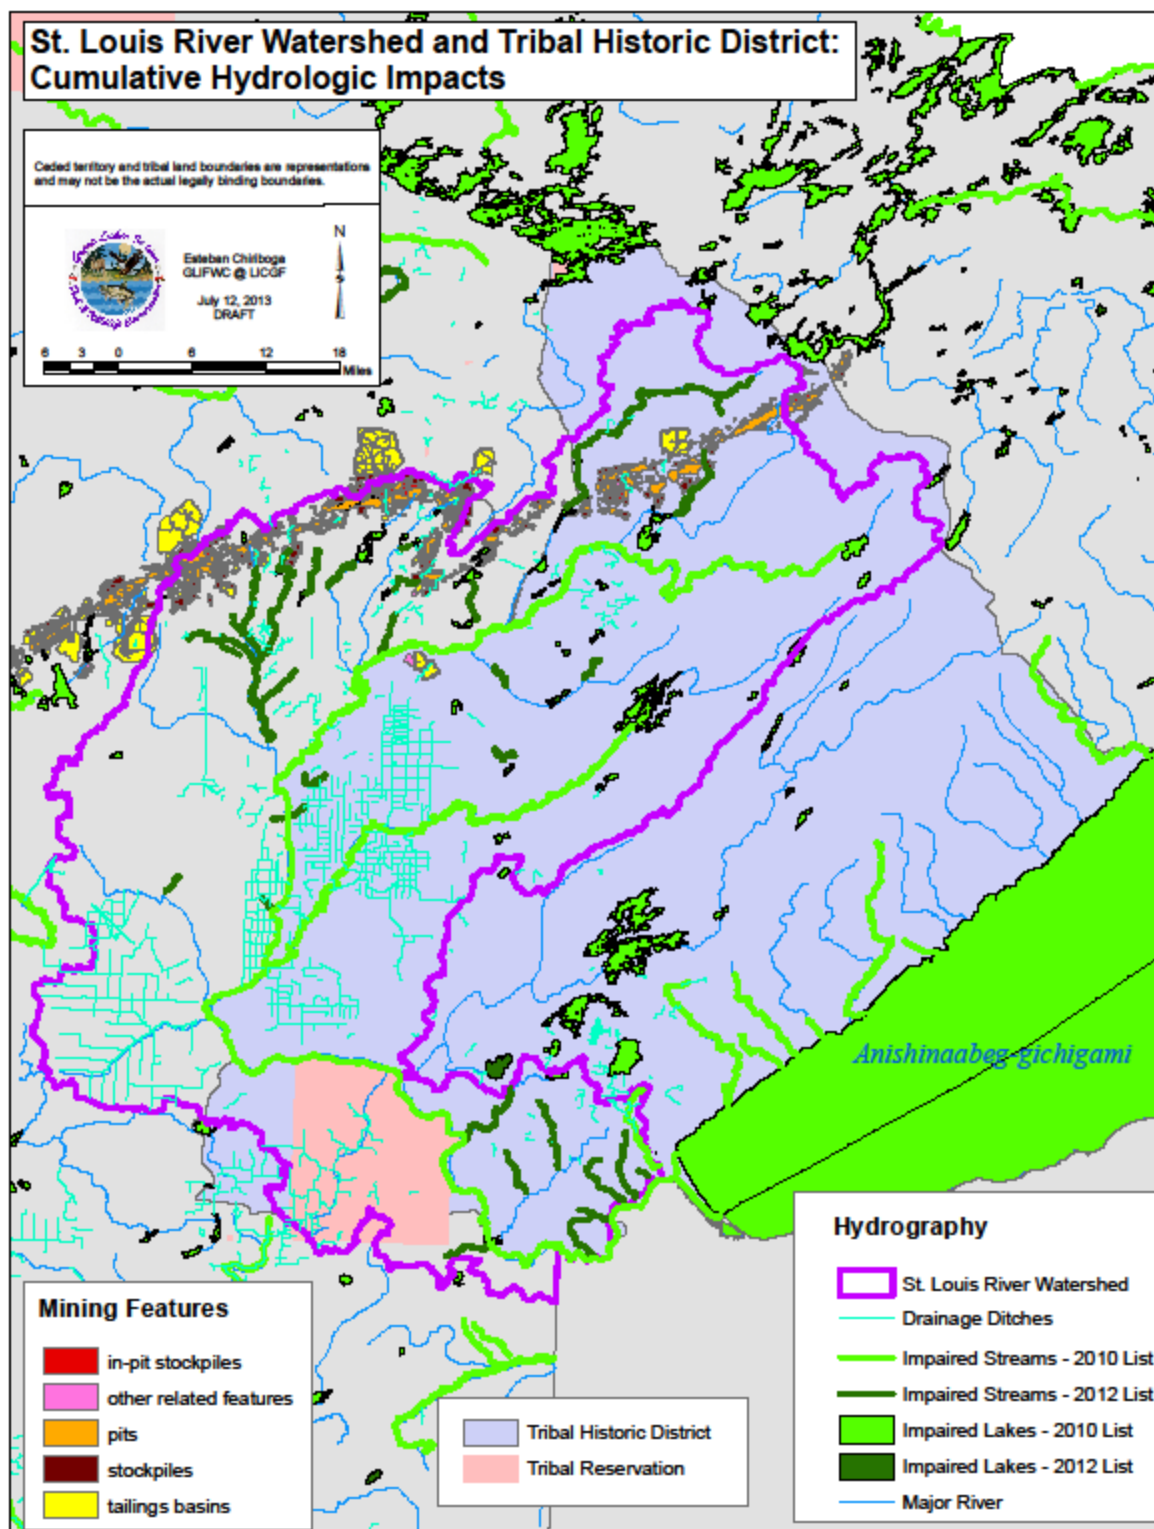 St. Louis River Watershed and Tribal Historic District:
Cumulative Hydrologic Impacts
Ceded territory and tribal land boundaries are representations
and may not be the actual legally binding boundaries.
N
Esteban Chiriboga
GLIFWC @ LICGF
July 12, 2013
DRAFT
6 3 0 6 12 18
Miles
Anishinaabeg-gichigami
Hydrography
St. Louis River Watershed
Drainage Ditches
Impaired Streams - 2010 List
Impaired Streams - 2012 List
Impaired Lakes - 2010 List
Impaired Lakes - 2012 List
Major River
Mining Features
in-pit stockpiles
other related features
pits
stockpiles
tailings basins
Tribal Historic District
Tribal Reservation